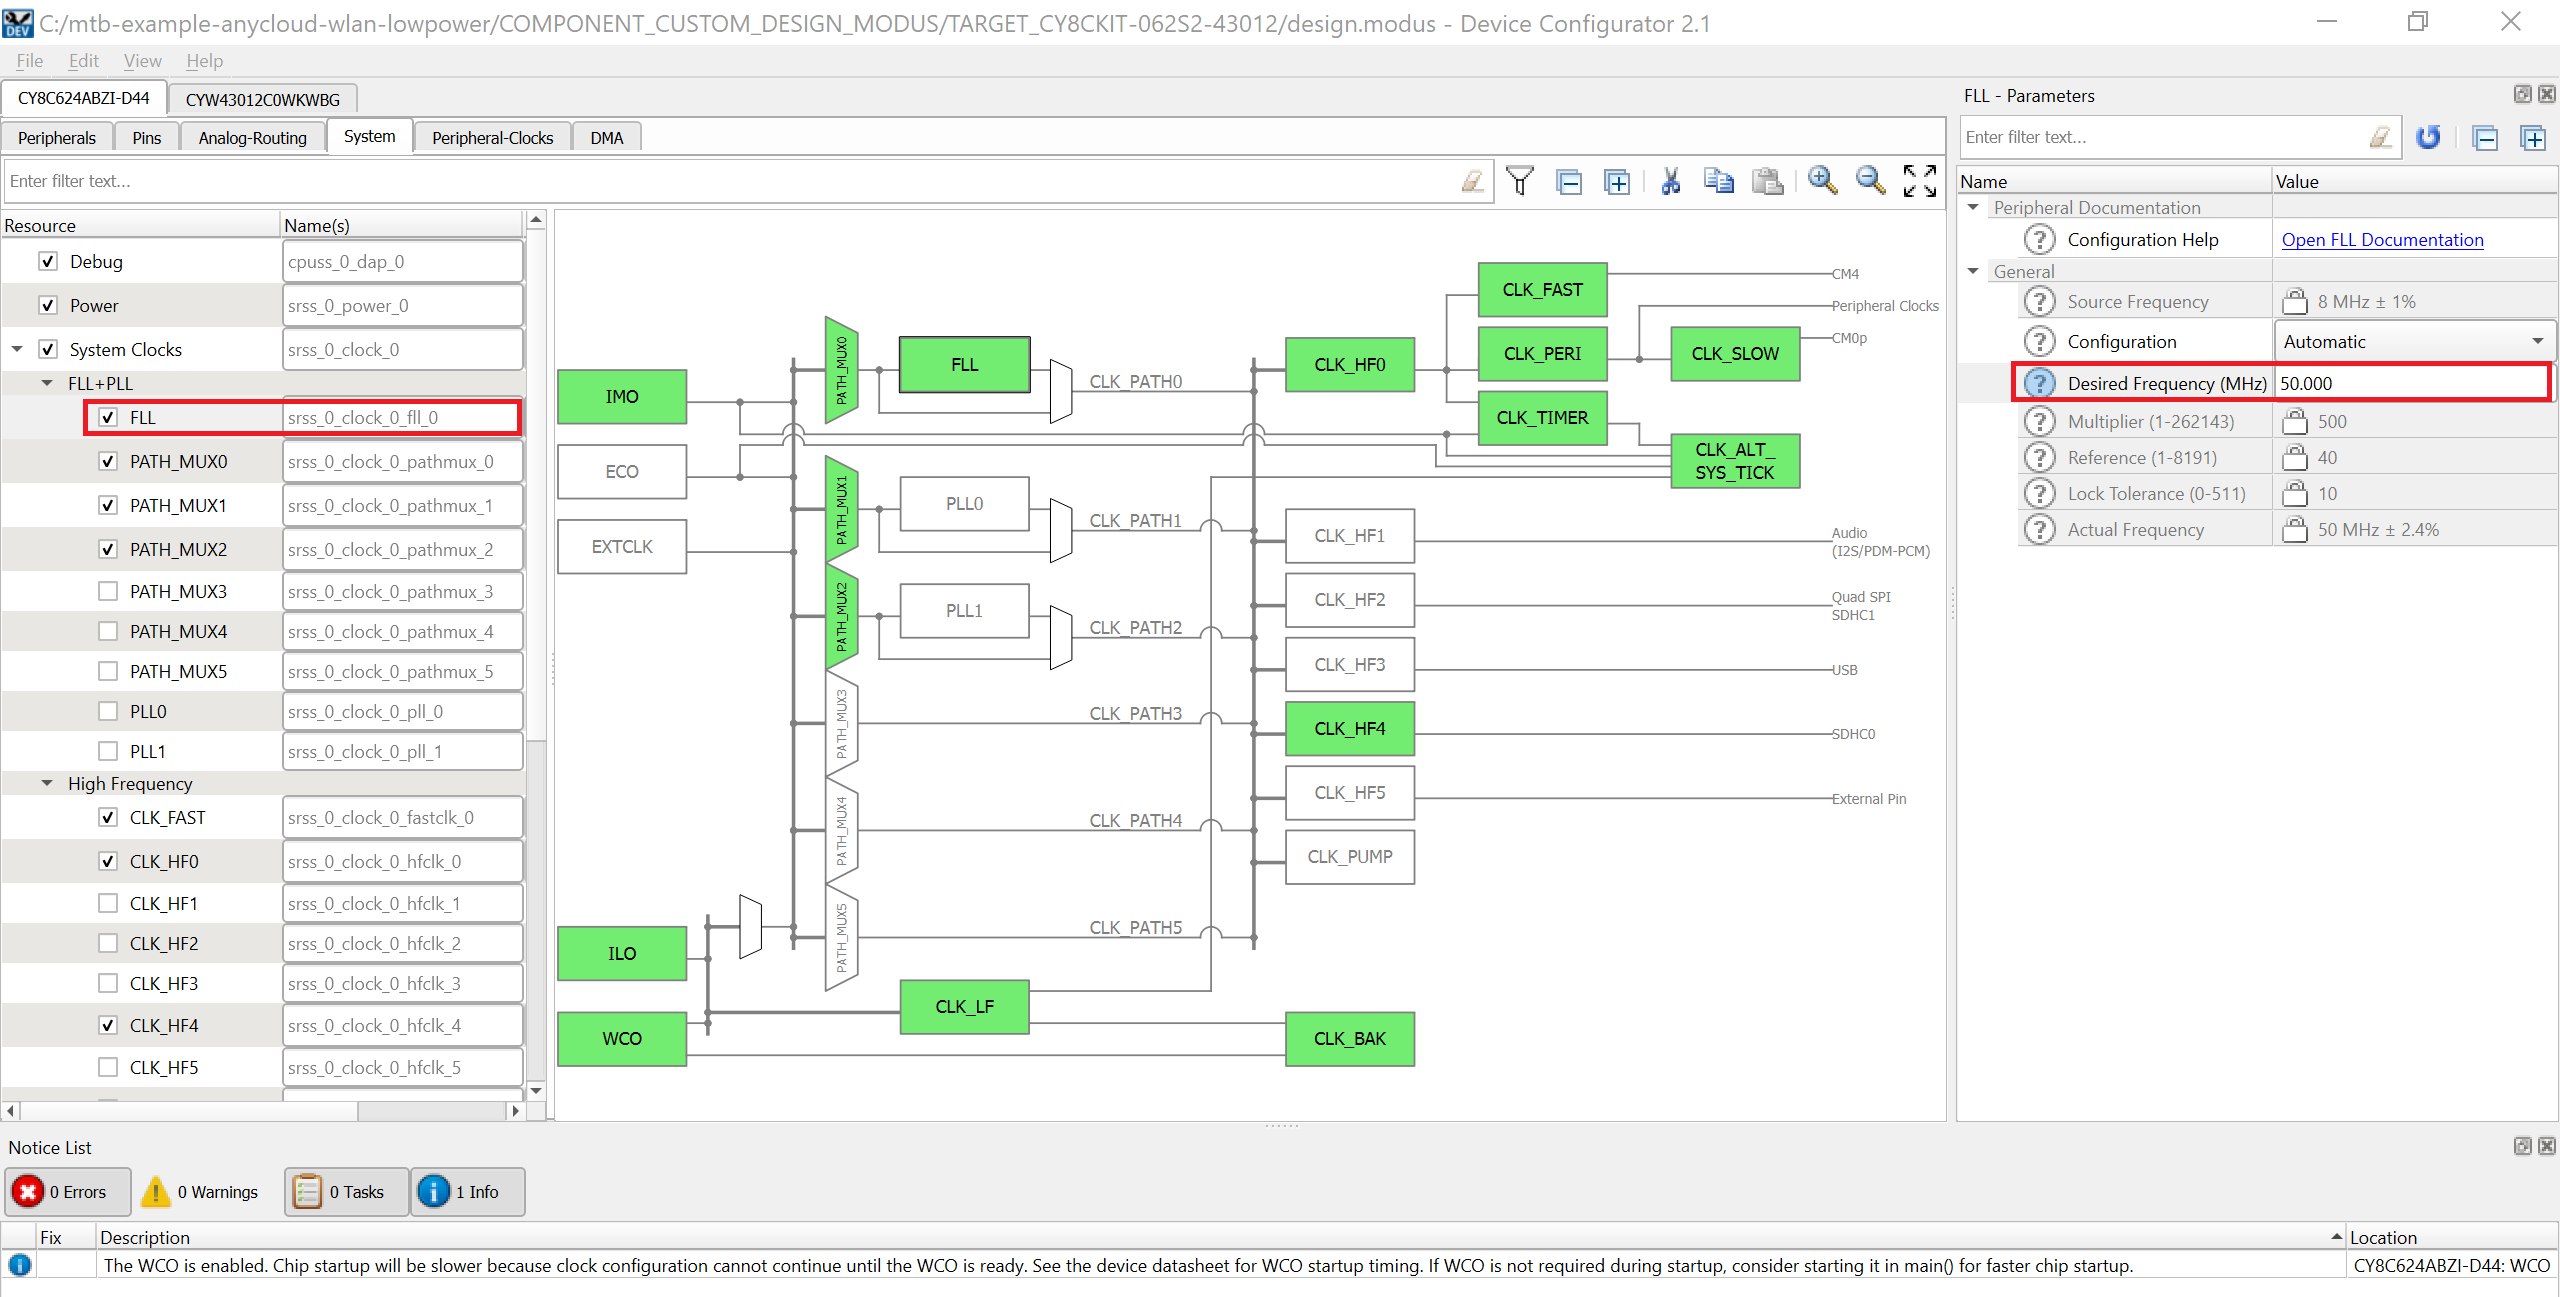 C:/mtb-example-anycloud-wlan-lowpower/COMPONENT_CUSTOM_DESIGN_MODUS/TARGET_CY8CKIT-062S2-43012/design.modus - Device Configurator 2.1
File Edit View Help
CY8C624ABZI-D44 CYW43012C0WKWBG
Peripherals Pins Analog-Routing System Peripheral-Clocks DMA
Enter filter text...
Resource Name(s)
Debug cpuss_0_dap_0
Power srss_0_power_0
System Clocks srss_0_clock_0
FLL+PLL
FLL srss_0_clock_0_fll_0
PATH_MUX0 srss_0_clock_0_pathmux_0
PATH_MUX1 srss_0_clock_0_pathmux_1
PATH_MUX2 srss_0_clock_0_pathmux_2
PATH_MUX3 srss_0_clock_0_pathmux_3
PATH_MUX4 srss_0_clock_0_pathmux_4
PATH_MUX5 srss_0_clock_0_pathmux_5
PLL0 srss_0_clock_0_pll_0
PLL1 srss_0_clock_0_pll_1
High Frequency
CLK_FAST srss_0_clock_0_fastclk_0
CLK_HF0 srss_0_clock_0_hfclk_0
CLK_HF1 srss_0_clock_0_hfclk_1
CLK_HF2 srss_0_clock_0_hfclk_2
CLK_HF3 srss_0_clock_0_hfclk_3
CLK_HF4 srss_0_clock_0_hfclk_4
CLK_HF5 srss_0_clock_0_hfclk_5
IMO
ECO
EXTCLK
ILO
WCO
PATH_MUX0
PATH_MUX1
PATH_MUX2
PATH_MUX3
PATH_MUX4
PATH_MUX5
FLL
PLL0
PLL1
CLK_LF
CLK_PATH0
CLK_PATH1
CLK_PATH2
CLK_PATH3
CLK_PATH4
CLK_PATH5
CLK_HF0
CLK_HF1
CLK_HF2
CLK_HF3
CLK_HF4
CLK_HF5
CLK_PUMP
CLK_BAK
CLK_FAST
CLK_PERI
CLK_TIMER
CLK_SLOW
CLK_ALT_
SYS_TICK
CM4
Peripheral Clocks
CM0p
Audio
(I2S/PDM-PCM)
Quad SPI
SDHC1
USB
SDHC0
External Pin
FLL - Parameters
Enter filter text...
Name Value
Peripheral Documentation
Configuration Help Open FLL Documentation
General
Source Frequency 8 MHz ± 1%
Configuration Automatic
Desired Frequency (MHz) 50.000
Multiplier (1-262143) 500
Reference (1-8191) 40
Lock Tolerance (0-511) 10
Actual Frequency 50 MHz ± 2.4%
Notice List
0 Errors 0 Warnings 0 Tasks 1 Info
Fix Description Location
The WCO is enabled. Chip startup will be slower because clock configuration cannot continue until the WCO is ready. See the device datasheet for WCO startup timing. If WCO is not required during startup, consider starting it in main() for faster chip startup. CY8C624ABZI-D44: WCO